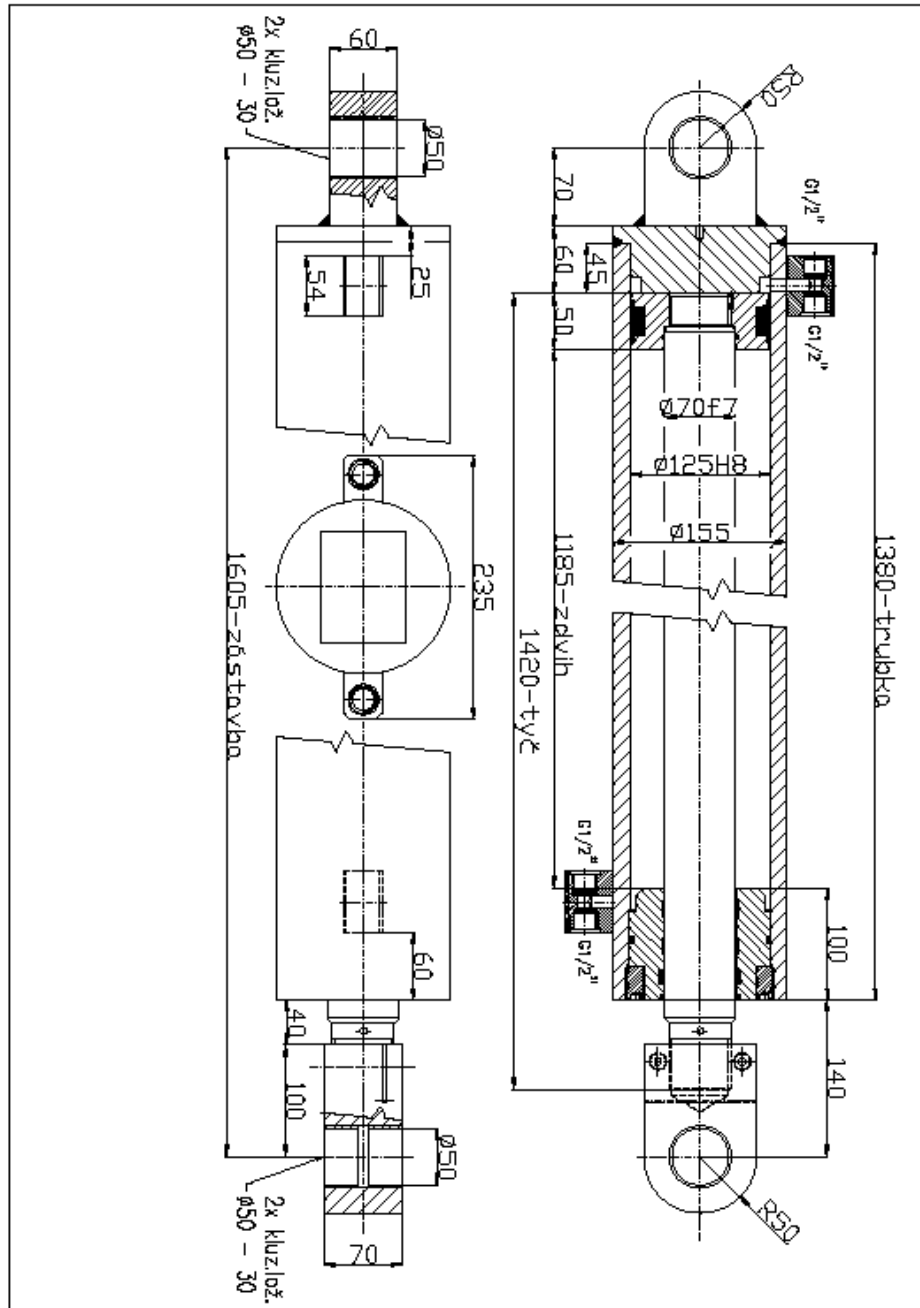 60
2x kluz.lož.
ø50 - 30
Ø50
R50
70
G1/2"
60
45
G1/2"
54
25
50
Ø70f7
Ø125H8
Ø155
1605-zástavba
235
1420-tyč
1185-zdvih
1380-trubka
G1/2"
G1/2"
60
100
40
100
140
Ø50
R50
2x kluz.lož.
ø50 - 30
70